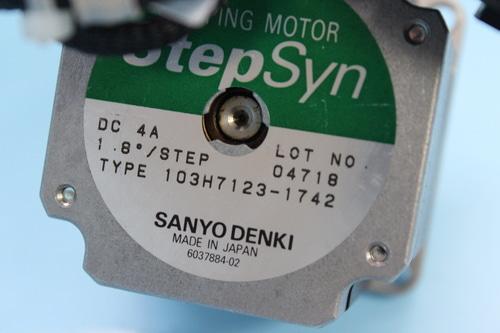 PING MOTOR
StepSyn
DC 4A
1.8°/STEP
LOT NO.
04718
TYPE 103H7123-1742
SANYO DENKI
MADE IN JAPAN
6037884-02